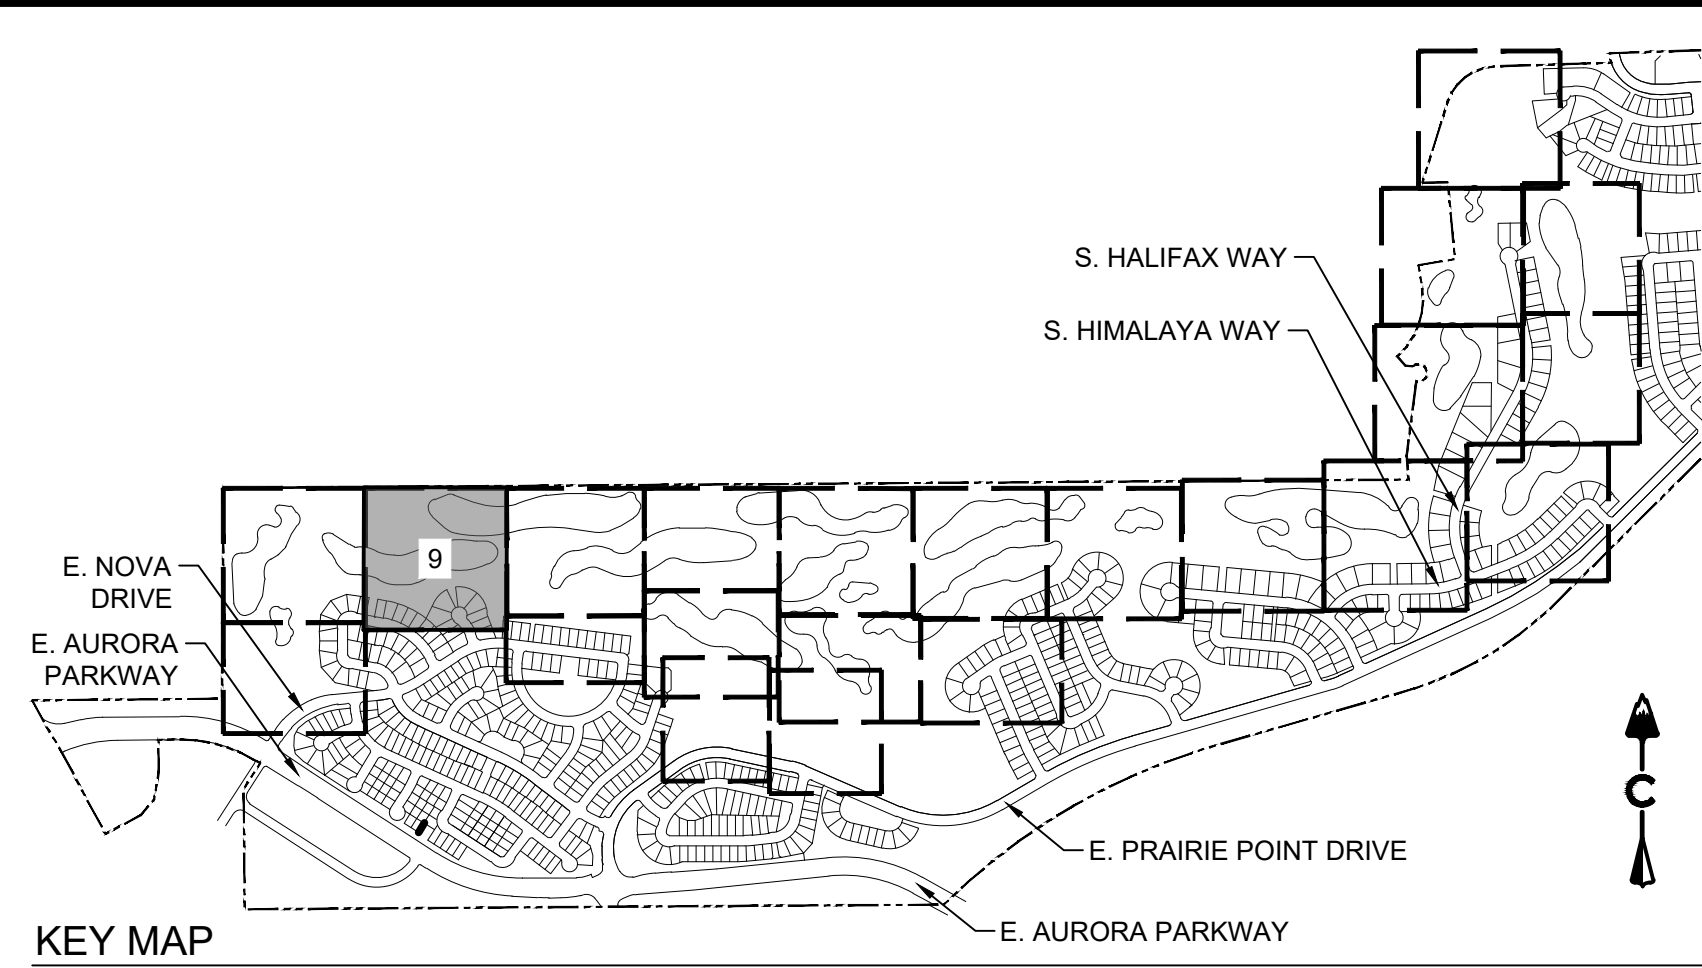 S. HALIFAX WAY
S. HIMALAYA WAY
9
E. NOVA
DRIVE
E. AURORA
PARKWAY
E. PRAIRIE POINT DRIVE
E. AURORA PARKWAY
C
KEY MAP